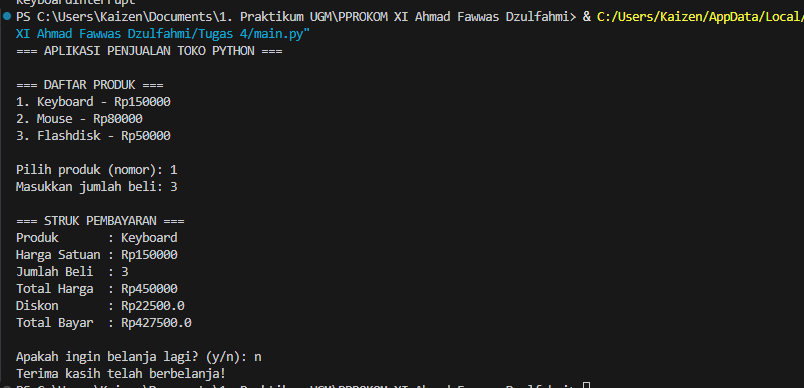 KeyboardInterrupt
PS C:\Users\Kaizen\Documents\1. Praktikum UGM\PPROKOM XI Ahmad Fawwas Dzulfahmi> & C:/Users/Kaizen/AppData/Local/
XI Ahmad Fawwas Dzulfahmi/Tugas 4/main.py"
=== APLIKASI PENJUALAN TOKO PYTHON ===

=== DAFTAR PRODUK ===
1. Keyboard - Rp150000
2. Mouse - Rp80000
3. Flashdisk - Rp50000

Pilih produk (nomor): 1
Masukkan jumlah beli: 3

=== STRUK PEMBAYARAN ===
Produk       : Keyboard
Harga Satuan : Rp150000
Jumlah Beli  : 3
Total Harga  : Rp450000
Diskon       : Rp22500.0
Total Bayar  : Rp427500.0

Apakah ingin belanja lagi? (y/n): n
Terima kasih telah berbelanja!
PS C:\Users\Kaizen\Documents\1. Praktikum UGM\PPROKOM XI Ahmad Fawwas Dzulfahmi>